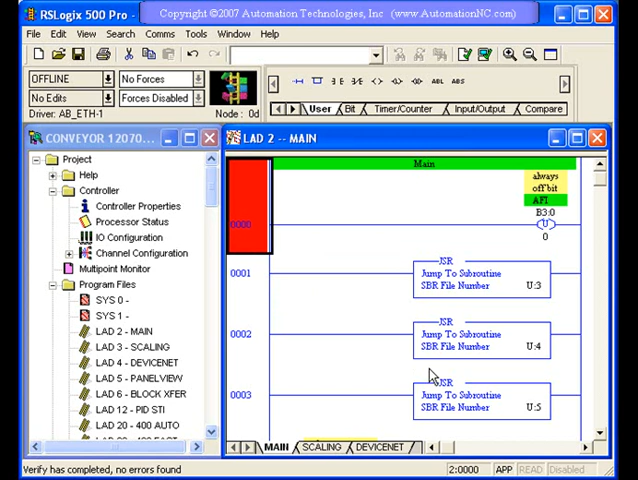 RSLogix 500 Pro -
Copyright ©2007 Automation Technologies, Inc (www.AutomationNC.com)
File Edit View Search Comms Tools Window Help
OFFLINE
No Forces
No Edits
Forces Disabled
Driver: AB_ETH-1
Node : 0d
ABL ABS
User Bit Timer/Counter Input/Output Compare
CONVEYOR 12070...
LAD 2 -- MAIN
Project
Help
Controller
Controller Properties
Processor Status
IO Configuration
Channel Configuration
Multipoint Monitor
Program Files
SYS 0 -
SYS 1 -
LAD 2 - MAIN
LAD 3 - SCALING
LAD 4 - DEVICENET
LAD 5 - PANELVIEW
LAD 6 - BLOCK XFER
LAD 12 - PID STI
LAD 20 - 400 AUTO
Main
always
off bit
AFI
B3:0
0000
U
0
0001
JSR
Jump To Subroutine
SBR File Number U:3
0002
JSR
Jump To Subroutine
SBR File Number U:4
0003
JSR
Jump To Subroutine
SBR File Number U:5
MAIN SCALING DEVICENET
Verify has completed, no errors found
2:0000 APP READ Disabled